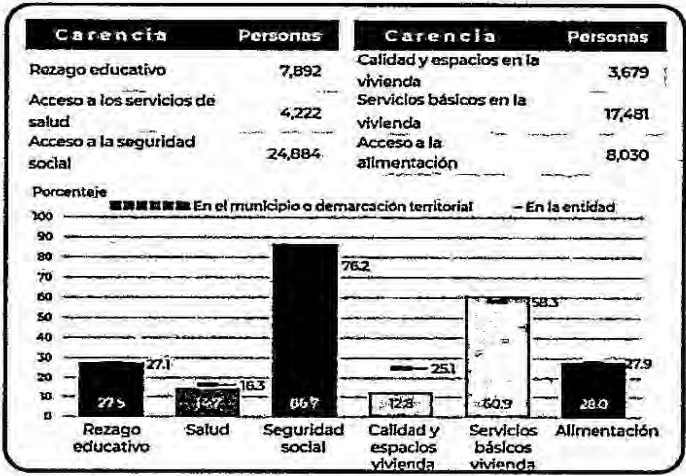 Carencia Personas
Rezago educativo 7,892
Acceso a los servicios de salud 4,222
Acceso a la seguridad social 24,884
Carencia Personas
Calidad y espacios en la vivienda 3,679
Servicios básicos en la vivienda 17,481
Acceso a la alimentación 8,030
Porcentaje
En el municipio o demarcación territorial – En la entidad
100
90
80
70
60
50
40
30
20
10
0
27.1
16.3
76.2
25.1
58.3
27.9
27.5
14.7
86.7
12.8
60.9
28.0
Rezago educativo
Salud
Seguridad social
Calidad y espacios vivienda
Servicios básicos vivienda
Alimentación